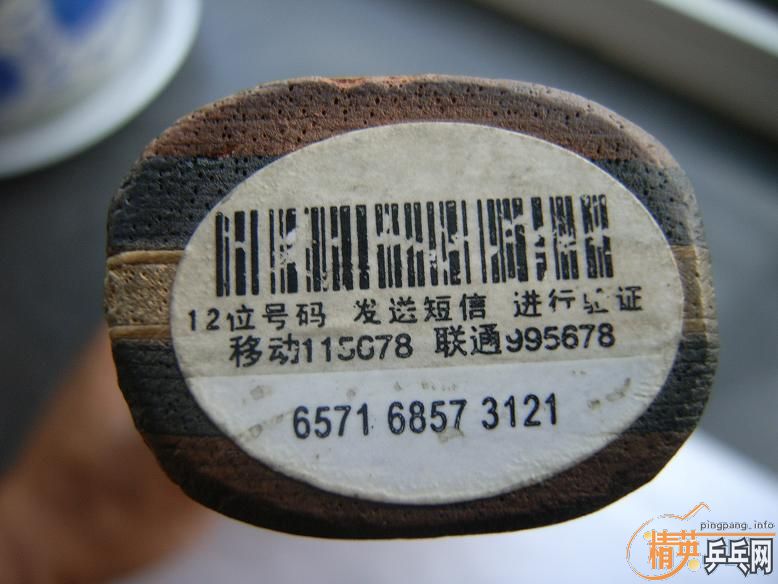 12位号码 发送短信 进行验证
移动115678 联通995678
6571 6857 3121
pingpang.info
精英乒乓网